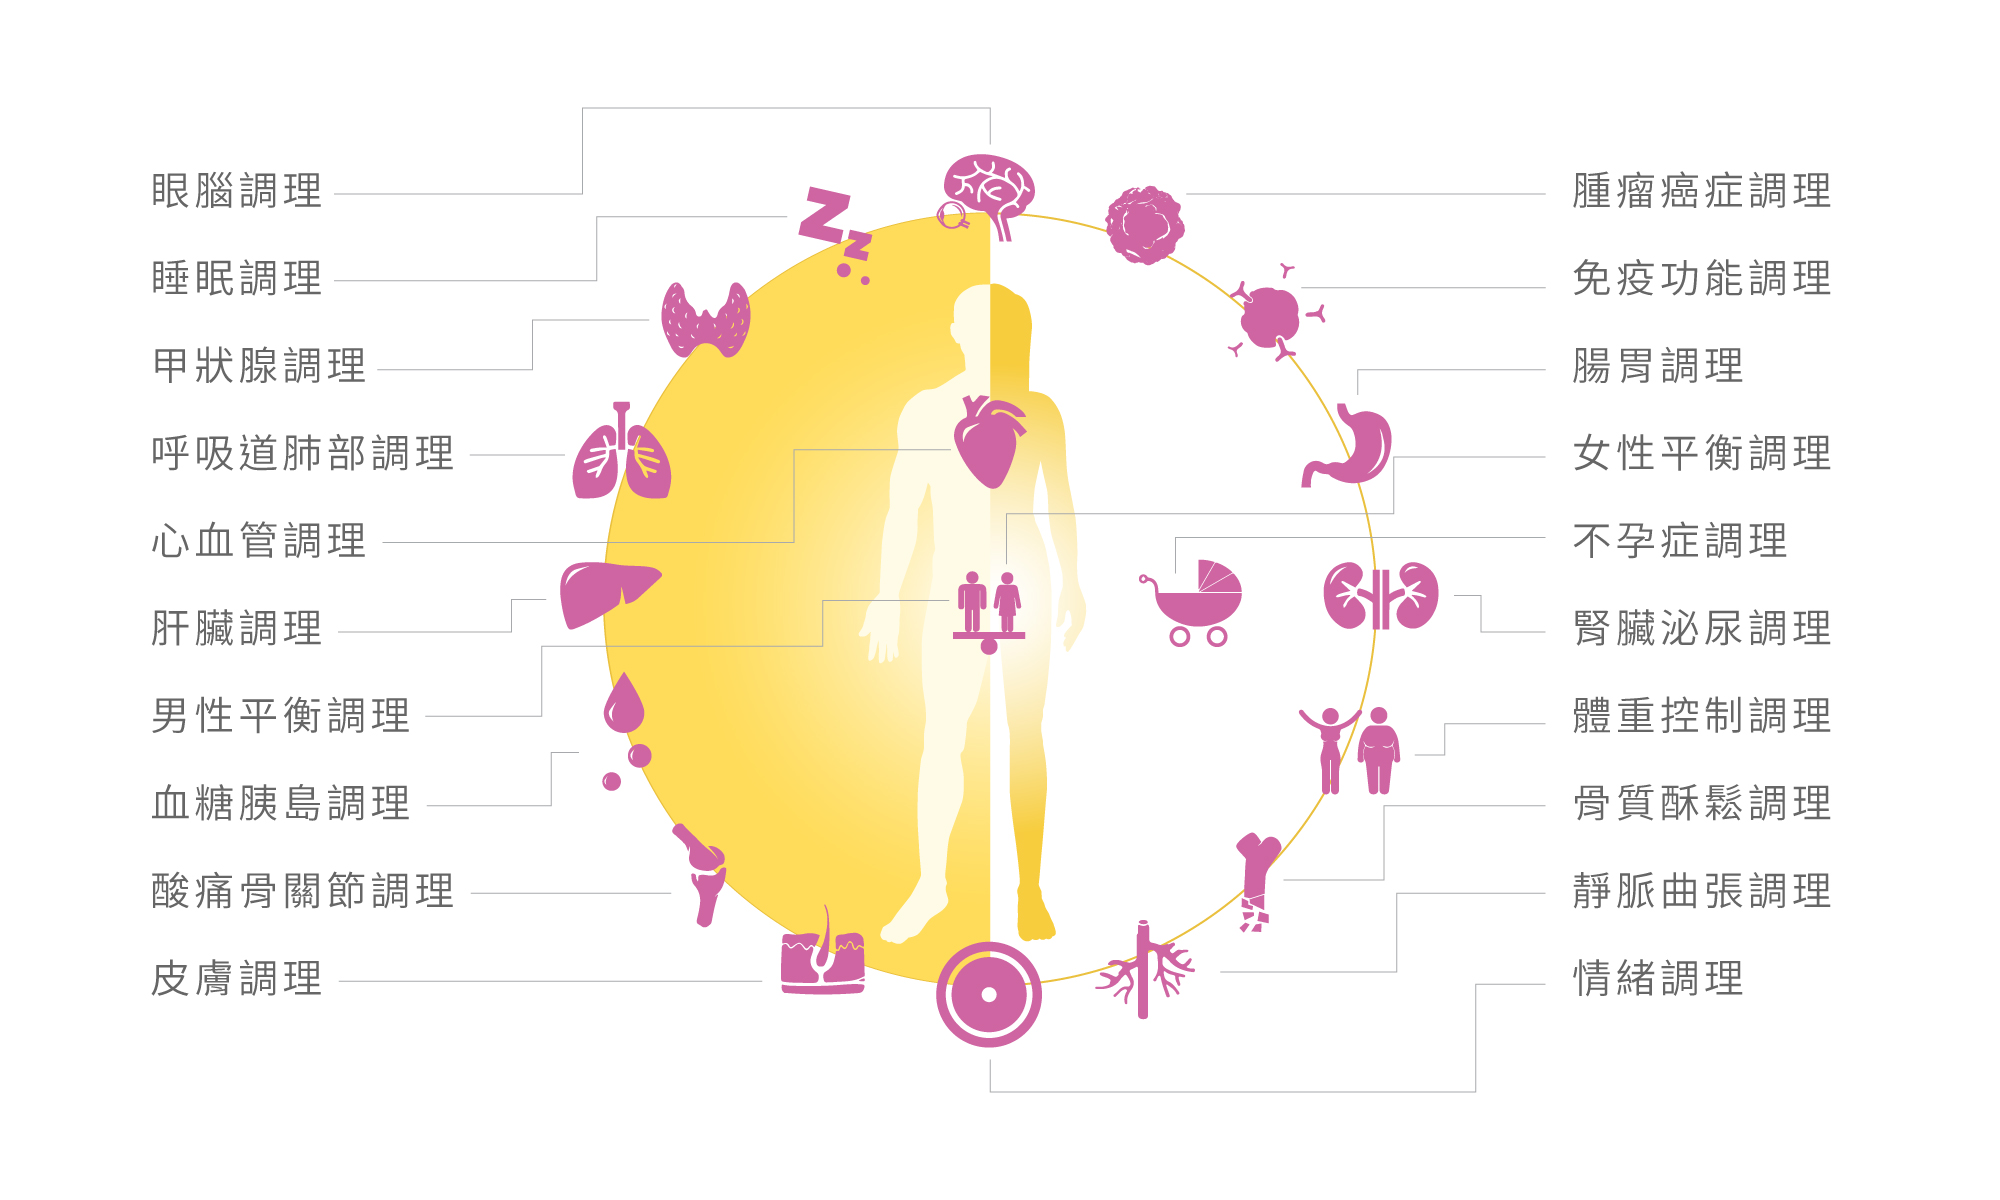 眼腦調理
睡眠調理
甲狀腺調理
呼吸道肺部調理
心血管調理
肝臟調理
男性平衡調理
血糖胰島調理
酸痛骨關節調理
皮膚調理
腫瘤癌症調理
免疫功能調理
腸胃調理
女性平衡調理
不孕症調理
腎臟泌尿調理
體重控制調理
骨質酥鬆調理
靜脈曲張調理
情緒調理